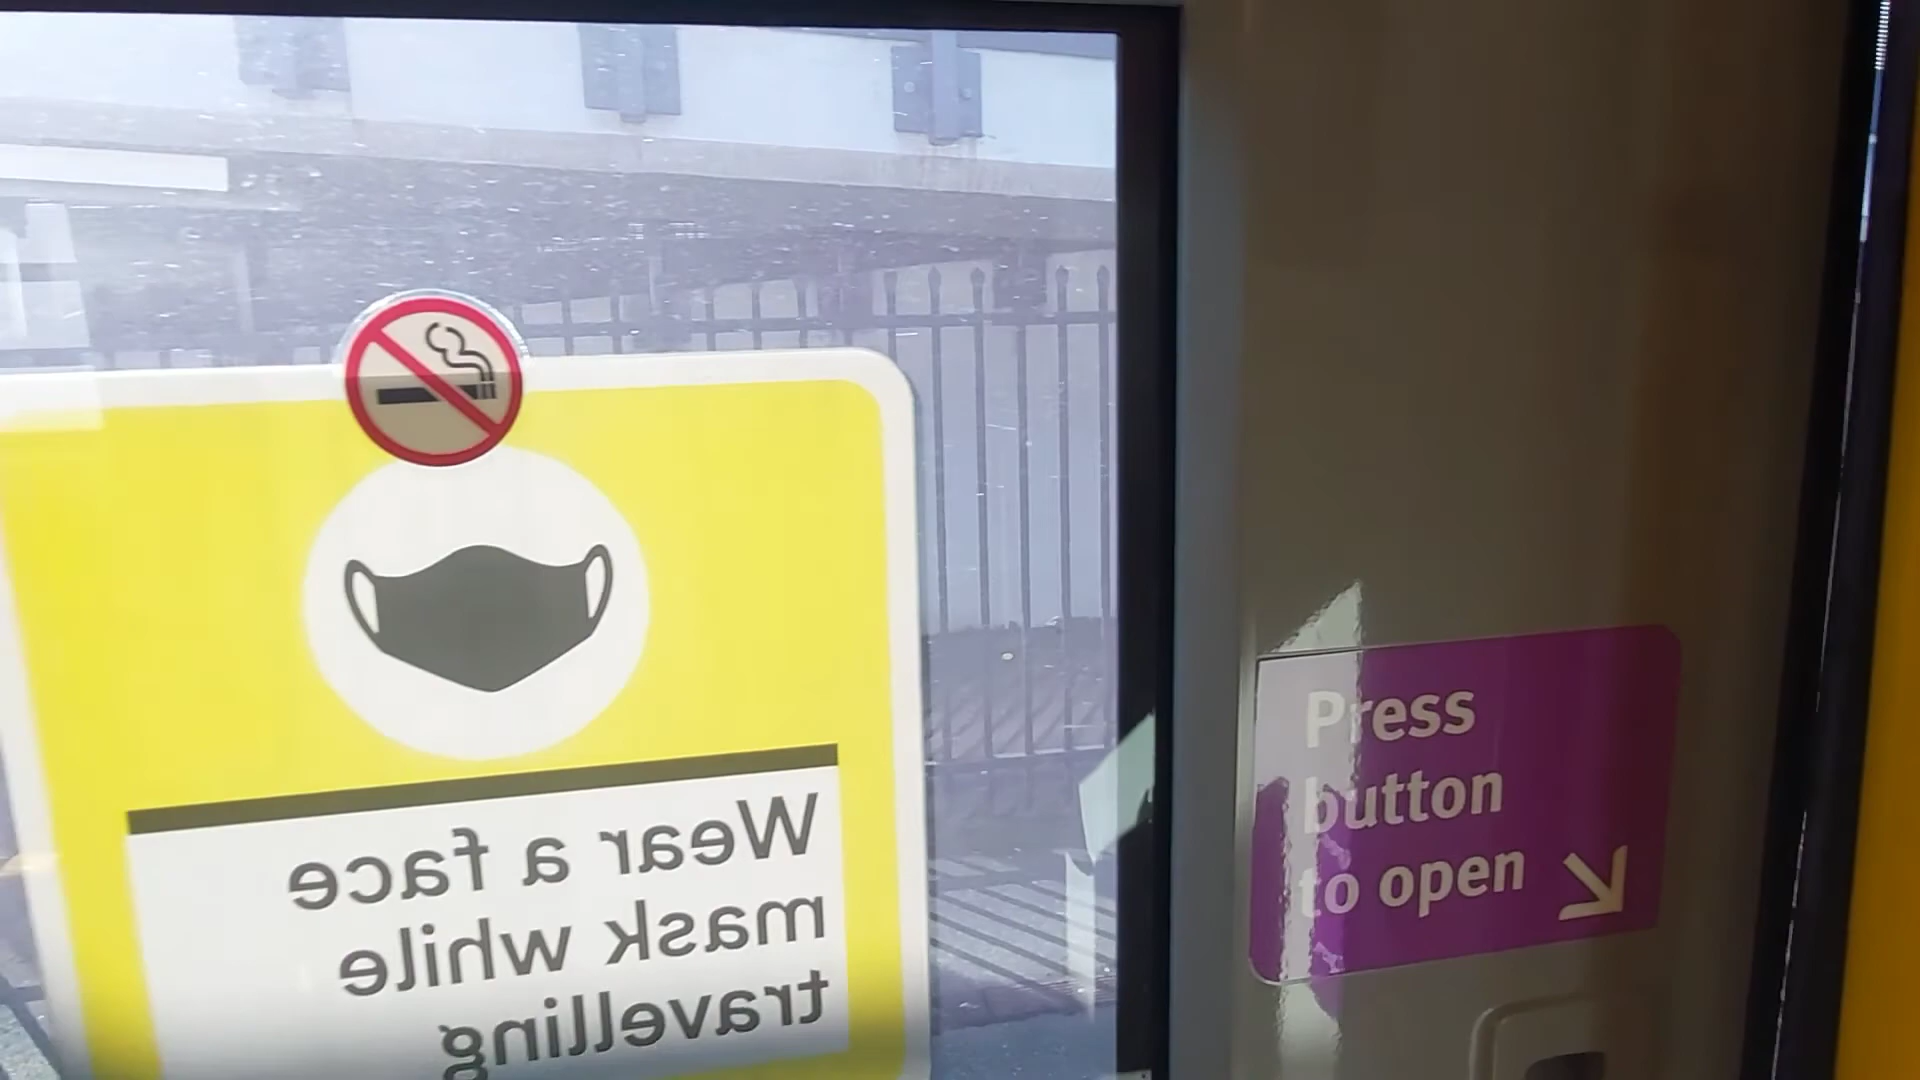 Wear a face
mask while
travelling
Press
button
to open